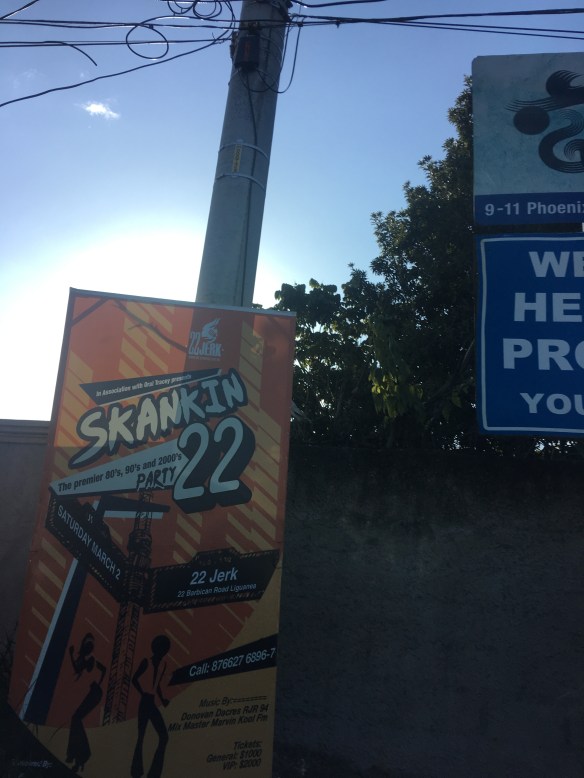 9-11 Phoenix
WE
HE
PRO
YOU
22 JERK
In Association with Oral Tracey presents
SKANKIN
22
The premier 80's, 90's and 2000's
PARTY
SATURDAY MARCH 2
22 Jerk
22 Barbican Road Liguanea
Call: 876627 6896-7
Music By:
Donovan Dacres RJR 94
Mix Master Marvin Kool Fm
Tickets:
General: $1000
VIP: $2000